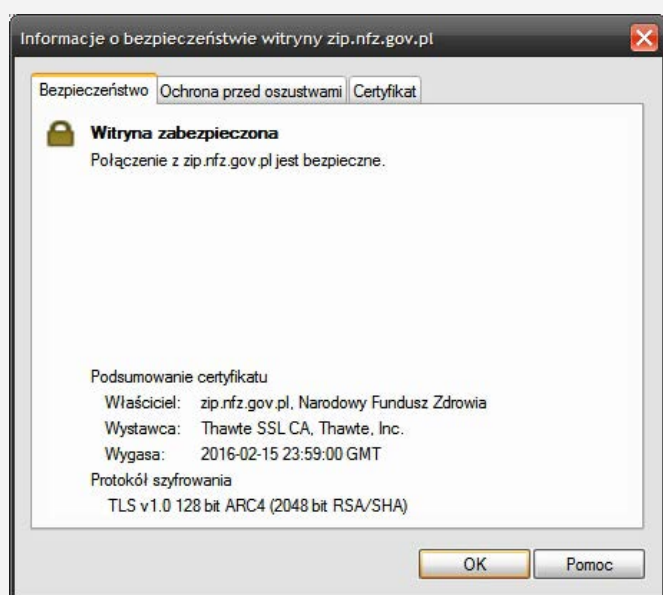 Informacje o bezpieczeństwie witryny zip.nfz.gov.pl
Bezpieczeństwo Ochrona przed oszustwami Certyfikat
Witryna zabezpieczona
Połączenie z zip.nfz.gov.pl jest bezpieczne.
Podsumowanie certyfikatu
Właściciel: zip.nfz.gov.pl, Narodowy Fundusz Zdrowia
Wystawca: Thawte SSL CA, Thawte, Inc.
Wygasa: 2016-02-15 23:59:00 GMT
Protokół szyfrowania
TLS v1.0 128 bit ARC4 (2048 bit RSA/SHA)
OK Pomoc